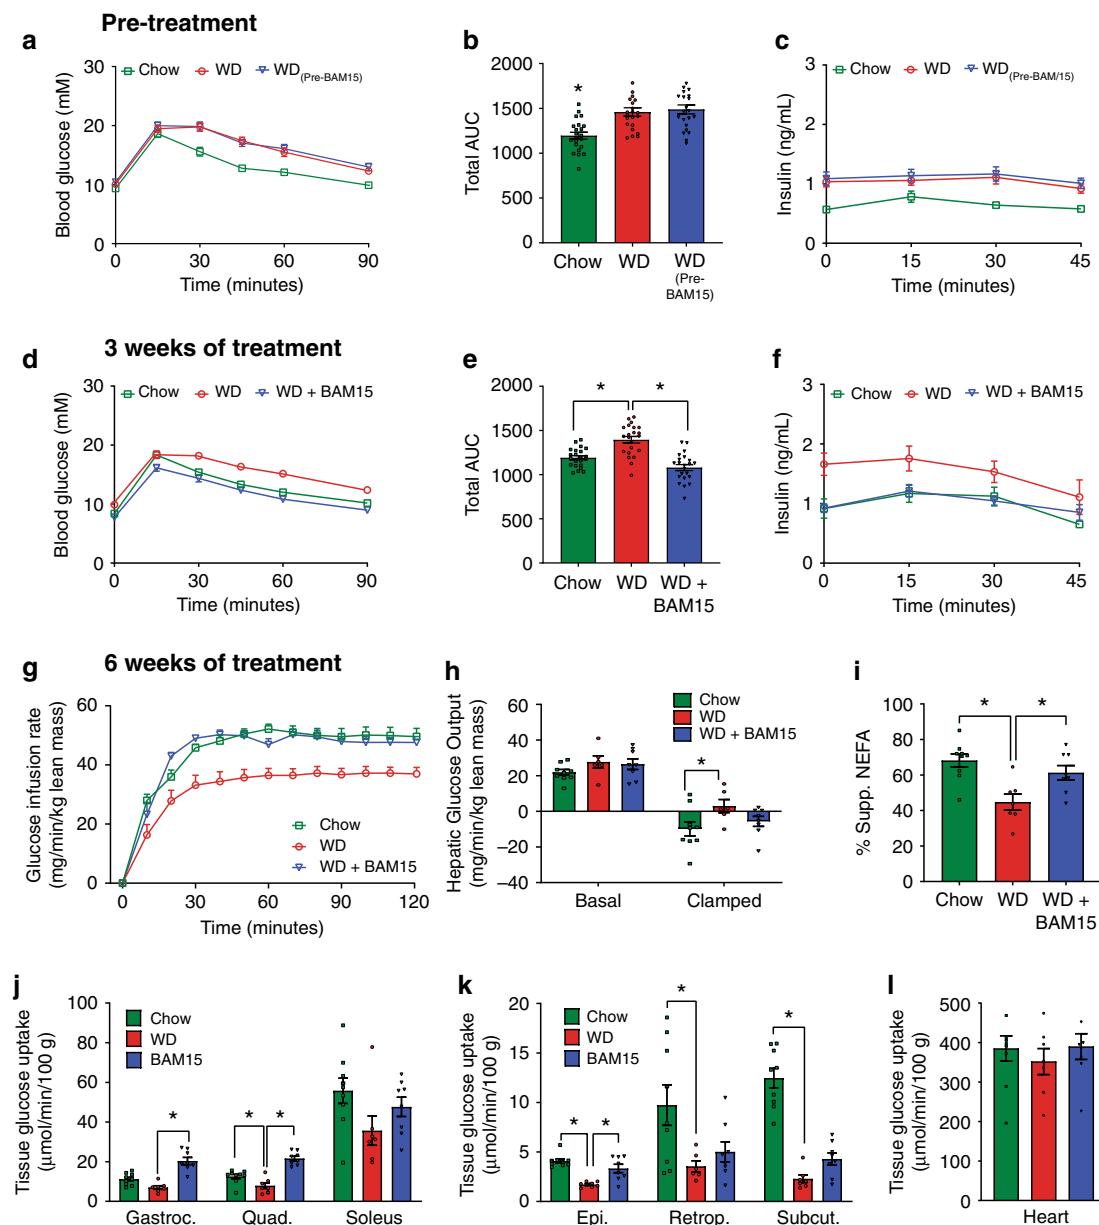 Pre-treatment
a
Chow WD WD(Pre-BAM15)
Blood glucose (mM)
30
20
10
0
0 30 60 90
Time (minutes)
b
*
Total AUC
2000
1500
1000
500
0
Chow WD WD
(Pre-
BAM15)
c
Chow WD WD(Pre-BAM/15)
Insulin (ng/mL)
3
2
1
0
0 15 30 45
Time (minutes)
3 weeks of treatment
d
Chow WD WD + BAM15
Blood glucose (mM)
30
20
10
0
0 30 60 90
Time (minutes)
e
* *
Total AUC
2000
1500
1000
500
0
Chow WD WD +
BAM15
f
Chow WD WD + BAM15
Insulin (ng/mL)
3
2
1
0
0 15 30 45
Time (minutes)
6 weeks of treatment
g
Glucose infusion rate
(mg/min/kg lean mass)
60
40
20
0
Chow
WD
WD + BAM15
0 30 60 90 120
Time (minutes)
h
Hepatic Glucose Output
(mg/min/kg lean mass)
60
40
20
0
−20
−40
Chow
WD
WD + BAM15
*
Basal Clamped
i
* *
% Supp. NEFA
100
80
60
40
20
0
Chow WD WD +
BAM15
j
Tissue glucose uptake
(µmol/min/100 g)
100
80
60
40
20
0
Chow
WD
BAM15
* * *
Gastroc. Quad. Soleus
k
Tissue glucose uptake
(µmol/min/100 g)
20
15
10
5
0
Chow
WD
BAM15
* * * *
Epi. Retrop. Subcut.
l
Tissue glucose uptake
(µmol/min/100 g)
500
400
300
200
100
0
Heart